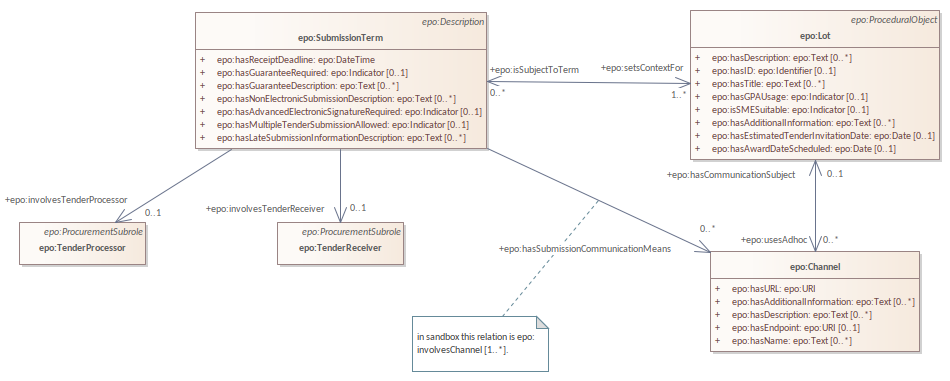 epo:Description
epo:SubmissionTerm
+ epo:hasReceiptDeadline: epo:DateTime
+ epo:hasGuaranteeRequired: epo:Indicator [0..1]
+ epo:hasGuaranteeDescription: epo:Text [0..*]
+ epo:hasNonElectronicSubmissionDescription: epo:Text [0..*]
+ epo:hasAdvancedElectronicSignatureRequired: epo:Indicator [0..1]
+ epo:hasMultipleTenderSubmissionAllowed: epo:Indicator [0..1]
+ epo:hasLateSubmissionInformationDescription: epo:Text [0..*]
epo:ProceduralObject
epo:Lot
+ epo:hasDescription: epo:Text [0..*]
+ epo:hasID: epo:Identifier [0..1]
+ epo:hasTitle: epo:Text [0..*]
+ epo:hasGPAUsage: epo:Indicator [0..1]
+ epo:isSMESuitable: epo:Indicator [0..1]
+ epo:hasAdditionalInformation: epo:Text [0..*]
+ epo:hasEstimatedTenderInvitationDate: epo:Date [0..1]
+ epo:hasAwardDateScheduled: epo:Date [0..1]
+epo:isSubjectToTerm
0..*
+epo:setsContextFor
1..*
+epo:hasCommunicationSubject
0..1
+epo:involvesTenderProcessor
0..1
+epo:involvesTenderReceiver
0..1
epo:ProcurementSubrole
epo:TenderProcessor
epo:ProcurementSubrole
epo:TenderReceiver
0..*
+epo:usesAdhoc
0..*
+epo:hasSubmissionCommunicationMeans
epo:Channel
+ epo:hasURL: epo:URI
+ epo:hasAdditionalInformation: epo:Text [0..*]
+ epo:hasDescription: epo:Text [0..*]
+ epo:hasEndpoint: epo:URI [0..1]
+ epo:hasName: epo:Text [0..*]
in sandbox this relation is epo:
involvesChannel [1..*].